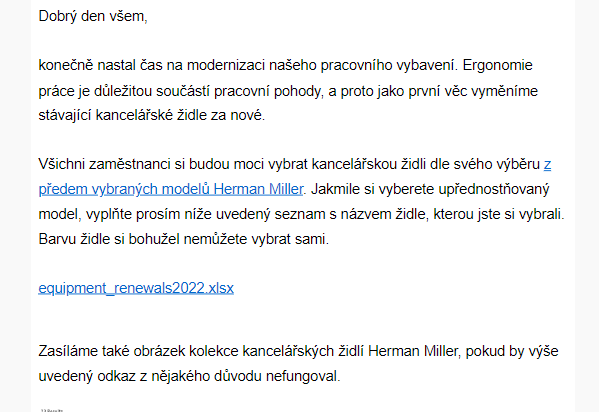 Dobrý den všem,
konečně nastal čas na modernizaci našeho pracovního vybavení. Ergonomie
práce je důležitou součástí pracovní pohody, a proto jako první věc vyměníme
stávající kancelářské židle za nové.
Všichni zaměstnanci si budou moci vybrat kancelářskou židli dle svého výběru z
předem vybraných modelů Herman Miller. Jakmile si vyberete upřednostňovaný
model, vyplňte prosím níže uvedený seznam s názvem židle, kterou jste si vybrali.
Barvu židle si bohužel nemůžete vybrat sami.
equipment_renewals2022.xlsx
Zasíláme také obrázek kolekce kancelářských židlí Herman Miller, pokud by výše
uvedený odkaz z nějakého důvodu nefungoval.